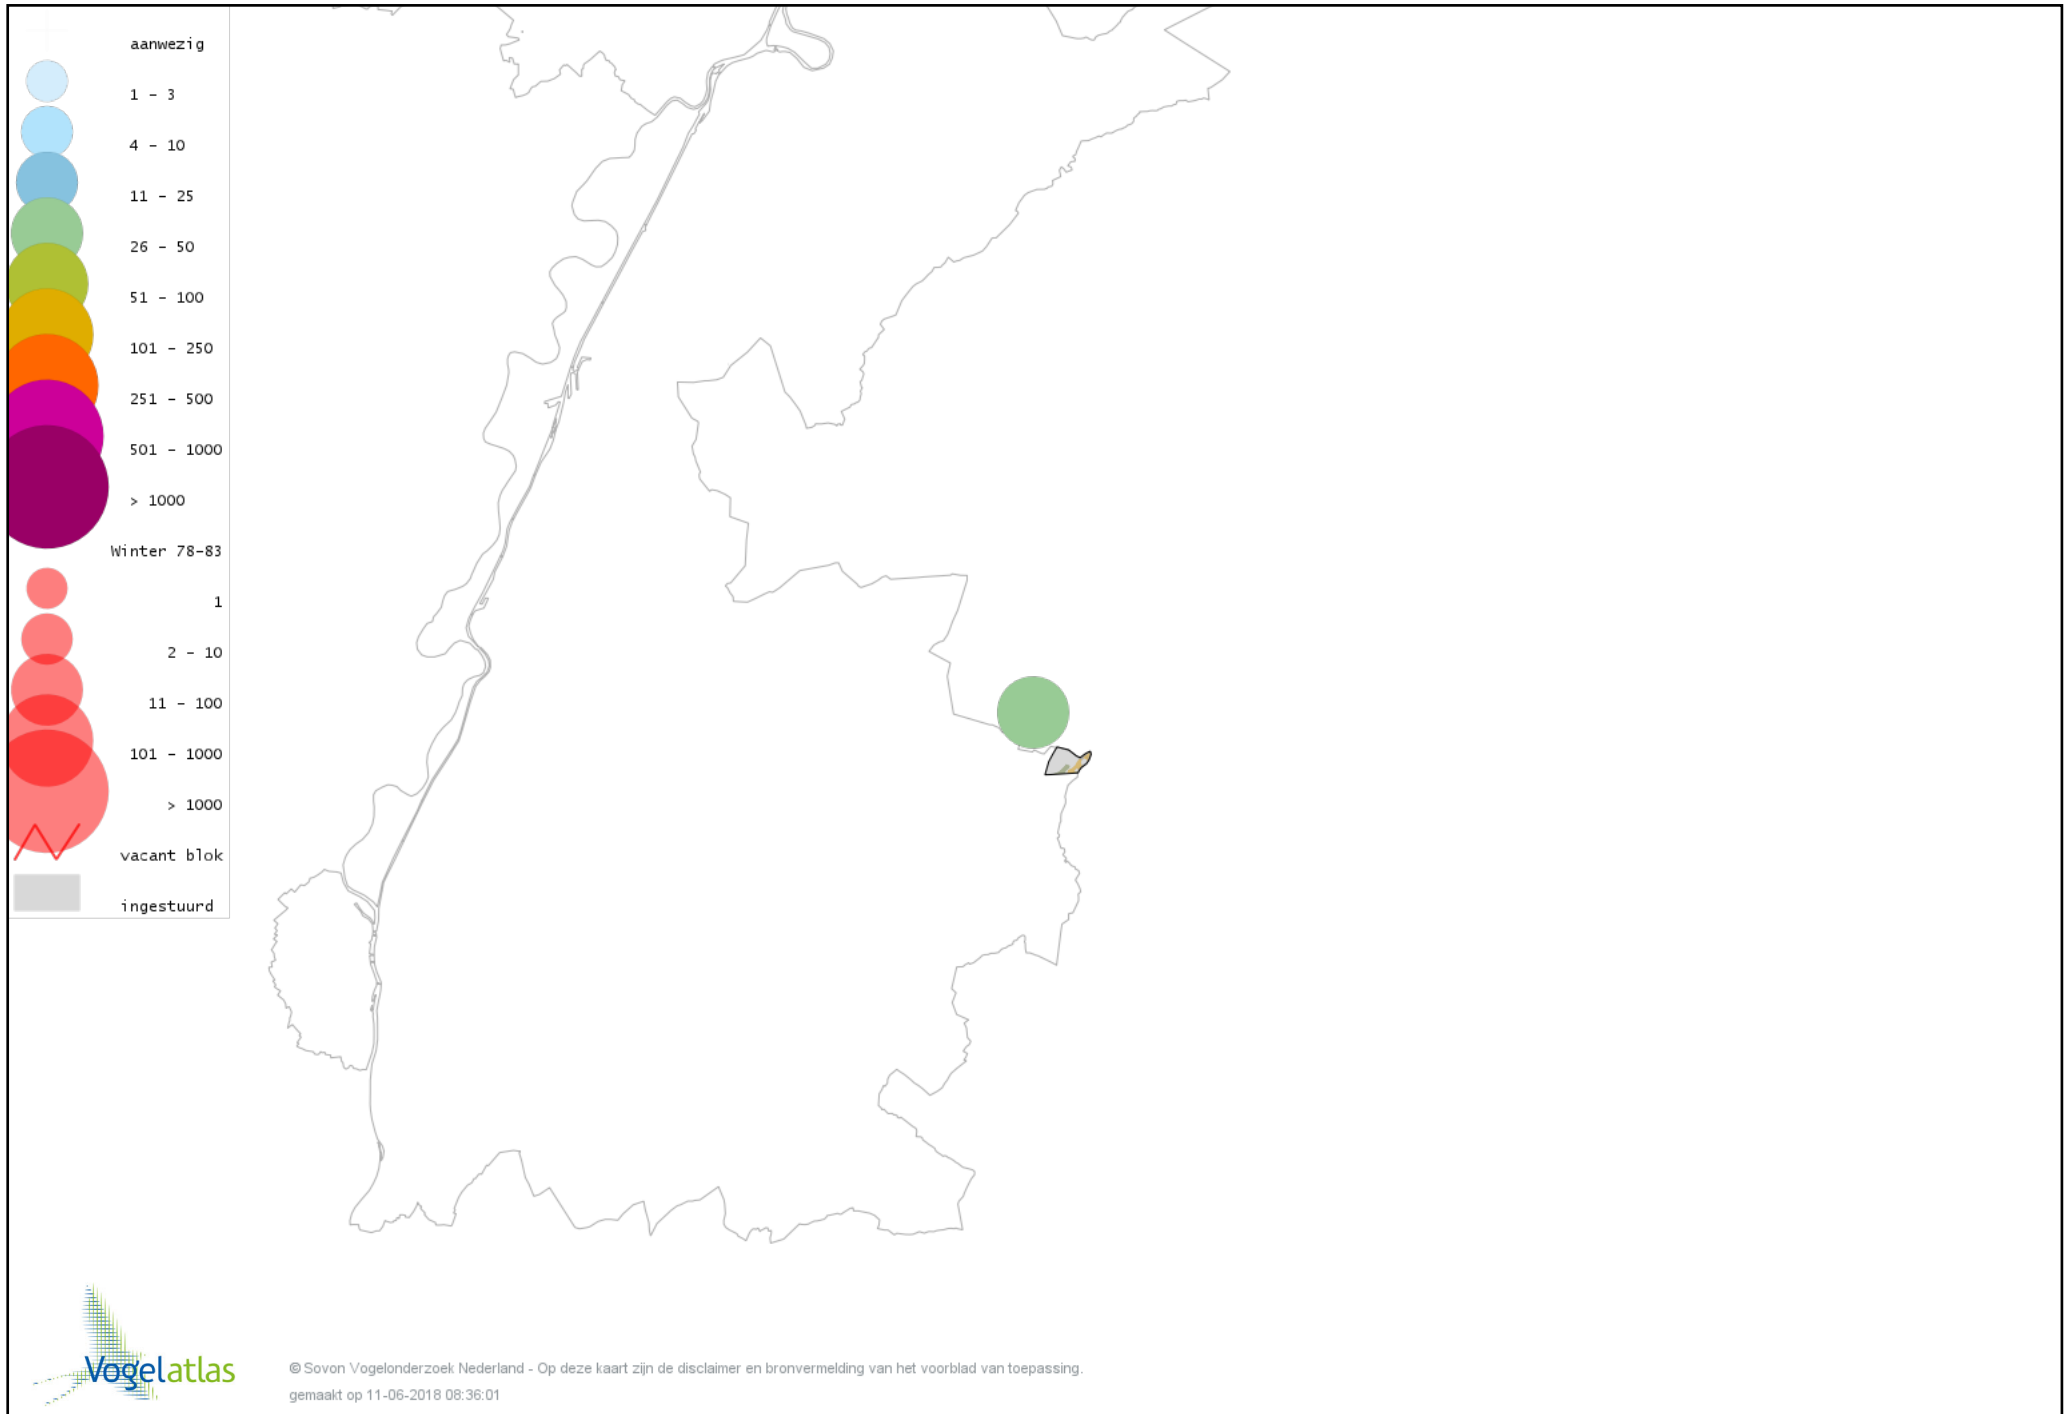 aanwezig
1 - 3
4 - 10
11 - 25
26 - 50
51 - 100
101 - 250
251 - 500
501 - 1000
> 1000
Winter 78-83
1
2 - 10
11 - 100
101 - 1000
> 1000
vacant blok
ingestuurd
Vogelatlas
© Sovon Vogelonderzoek Nederland - Op deze kaart zijn de disclaimer en bronvermelding van het voorblad van toepassing.
gemaakt op 11-06-2018 08:36:01